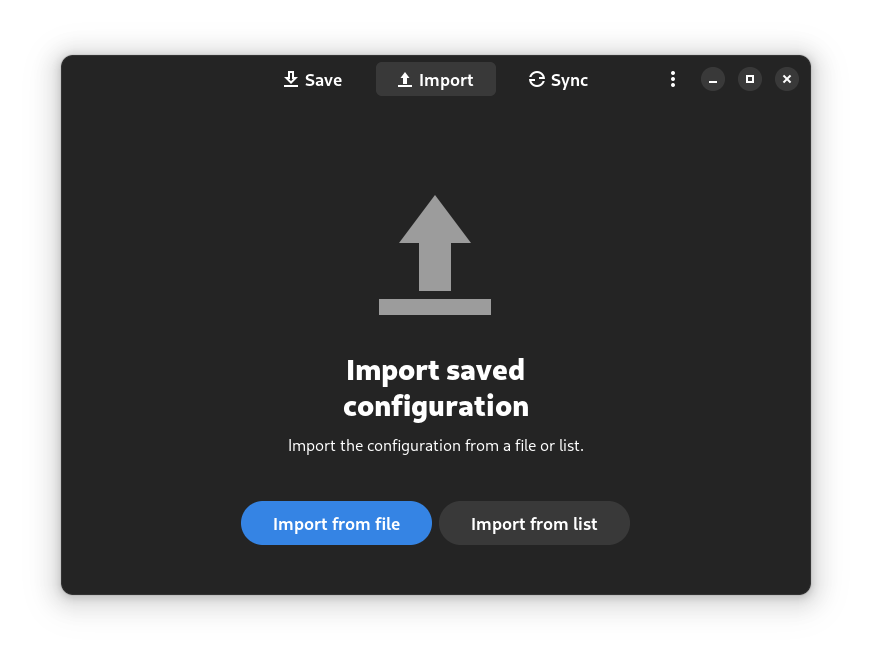 Save
Import
Sync
Import saved
configuration
Import the configuration from a file or list.
Import from file
Import from list